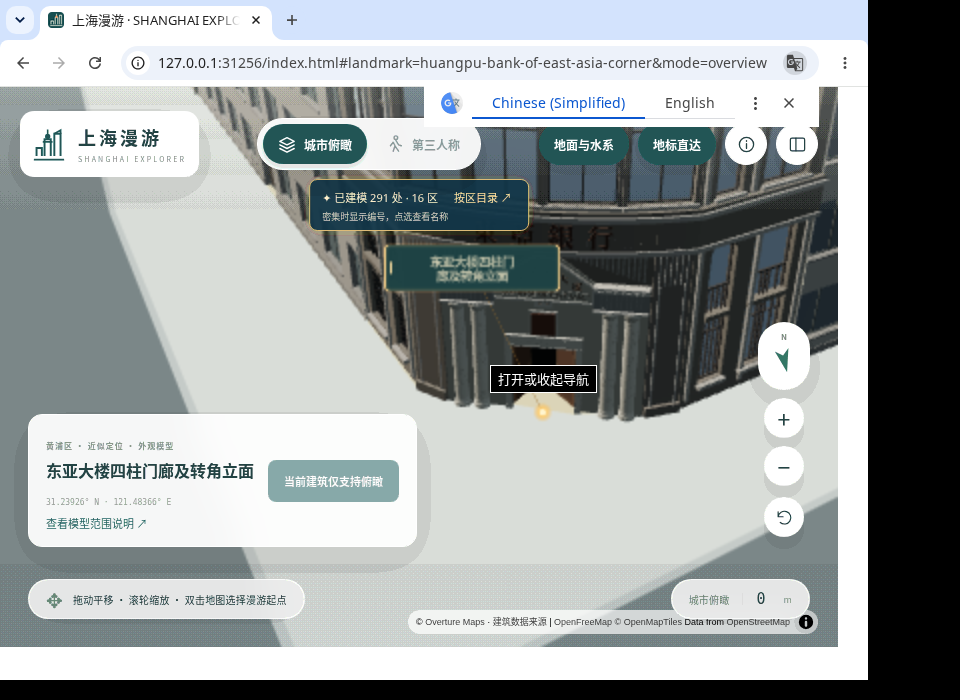 上海漫游 · SHANGHAI EXPLO
127.0.0.1:31256/index.html#landmark=huangpu-bank-of-east-asia-corner&mode=overview
Chinese (Simplified)
English
上海漫游
SHANGHAI EXPLORER
城市俯瞰
第三人称
地面与水系
地标直达
✦ 已建模 291 处 · 16 区 按区目录 ↗
密集时显示编号，点选查看名称
银行
东亚大楼四柱门
廊及转角立面
N
打开或收起导航
黄浦区 · 近似定位 · 外观模型
东亚大楼四柱门廊及转角立面
当前建筑仅支持俯瞰
31.23926° N · 121.48366° E
查看模型范围说明 ↗
拖动平移 · 滚轮缩放 · 双击地图选择漫游起点
城市俯瞰 0 m
© Overture Maps · 建筑数据来源 | OpenFreeMap © OpenMapTiles Data from OpenStreetMap